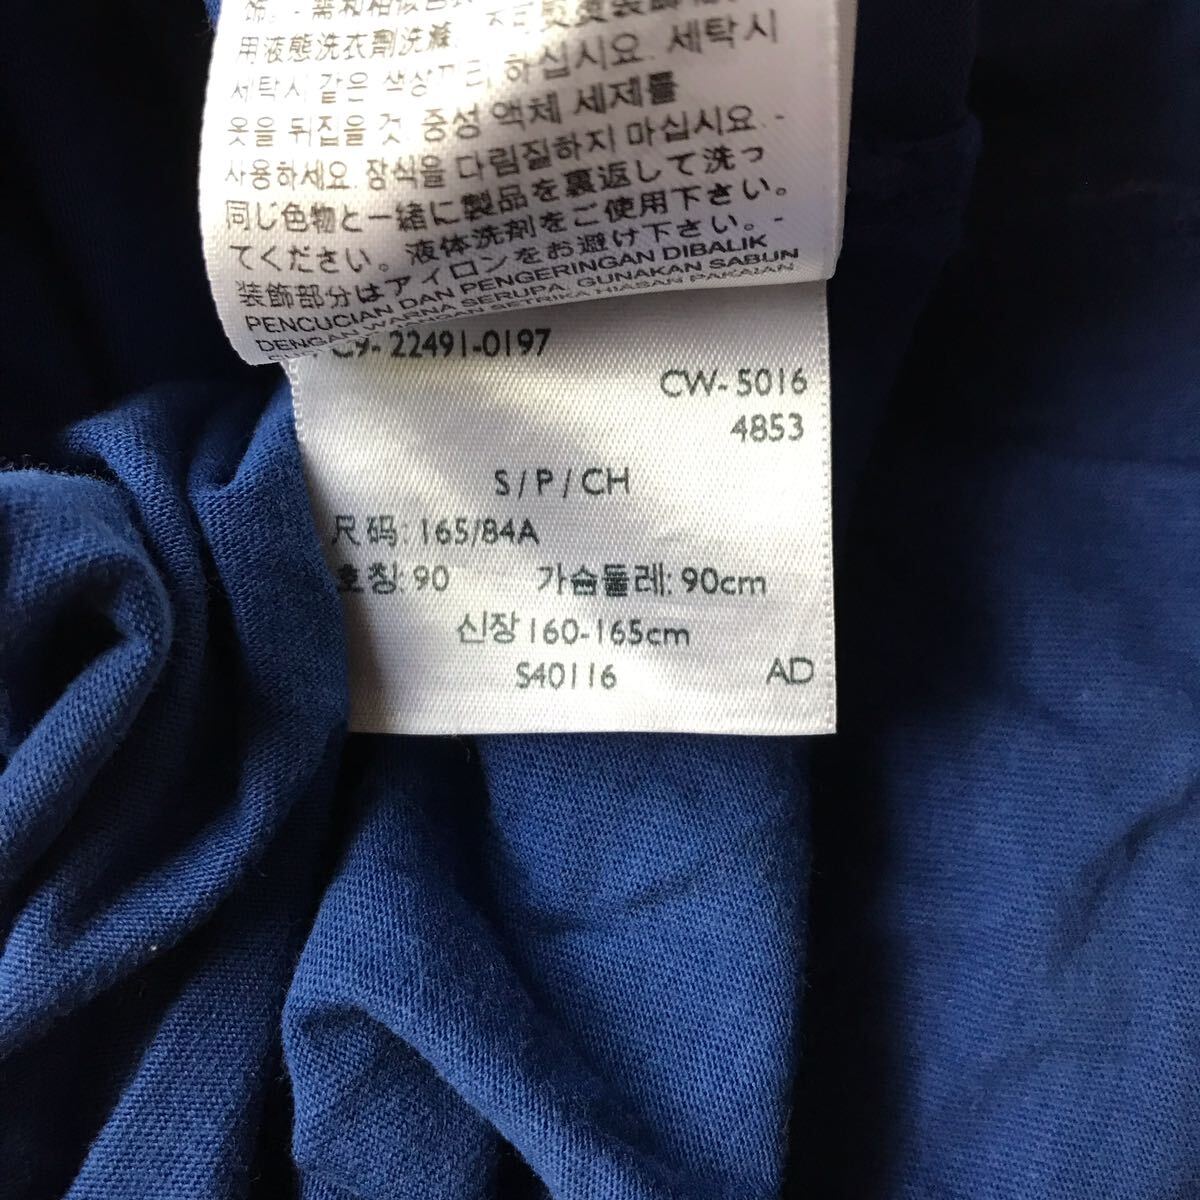 用液態洗衣劑洗滌.
세탁시 같은 색상끼리 하십시요. 세탁시
옷을 뒤집을 것. 중성 액체 세제를
사용하세요. 장식을 다림질하지 마십시요. -
同じ色物と一緒に製品を裏返して洗っ
てください。液体洗剤をご使用下さい。
装飾部分はアイロンをお避け下さい。-
PENCUCIAN DAN PENGERINGAN DIBALIK
DENGAN WARNA SERUPA. GUNAKAN SABUN
SETRIKA HIASAN PAKAIAN
C9- 22491-0197
CW- 5016
4853
S / P / CH
尺码: 165/84A
호칭: 90 가슴둘레: 90cm
신장 160-165cm
S40116 AD